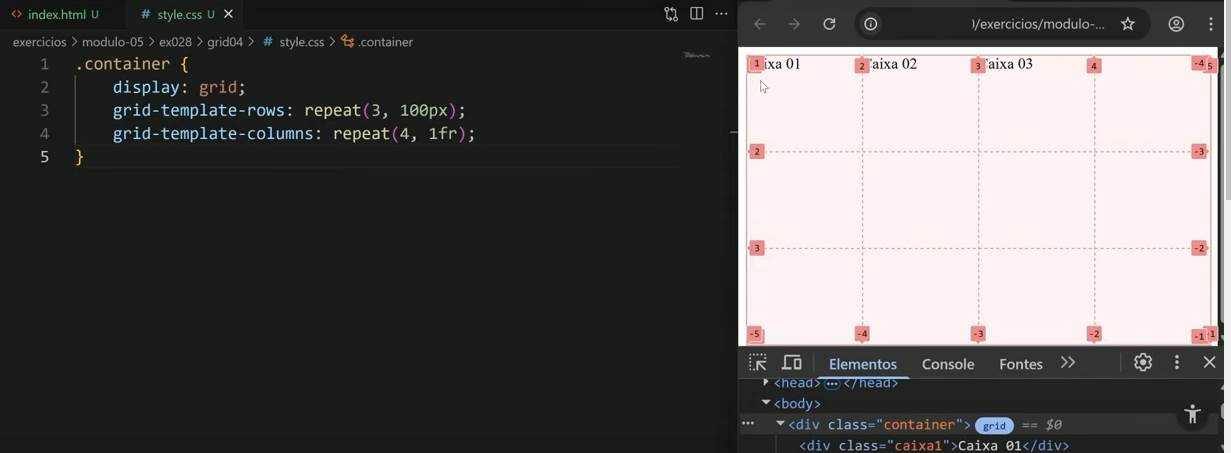 index.html U
style.css U
exercicios > modulo-05 > ex028 > grid04 > # style.css > .container
1 .container {
2 display: grid;
3 grid-template-rows: repeat(3, 100px);
4 grid-template-columns: repeat(4, 1fr);
5 }
)/exercicios/modulo-...
1 ixa 01 2 aixa 02 3 aixa 03 4 -4 5
2 -3
3 -2
-5 -4 -3 -2 -1 -1
Elementos Console Fontes
<head> ... </head>
<body>
... <div class="container"> grid == $0
<div class="caixa1">Caixa 01</div>